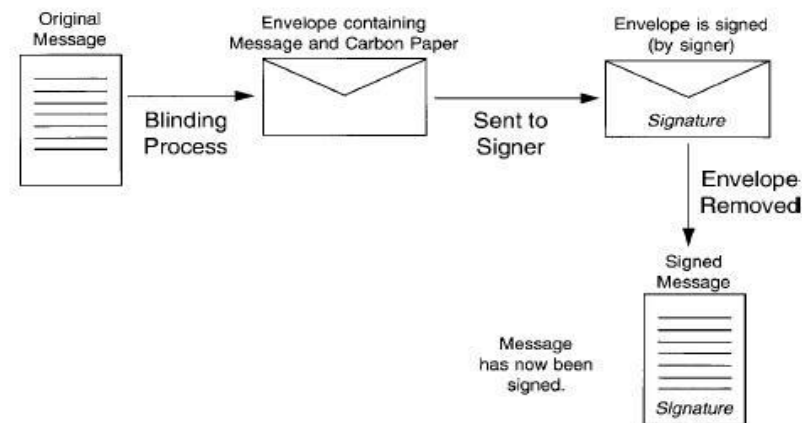 Original
Message
Envelope containing
Message and Carbon Paper
Envelope is signed
(by signer)
Blinding
Process
Sent to
Signer
Signature
Envelope
Removed
Signed
Message
Message
has now been
signed.
Signature